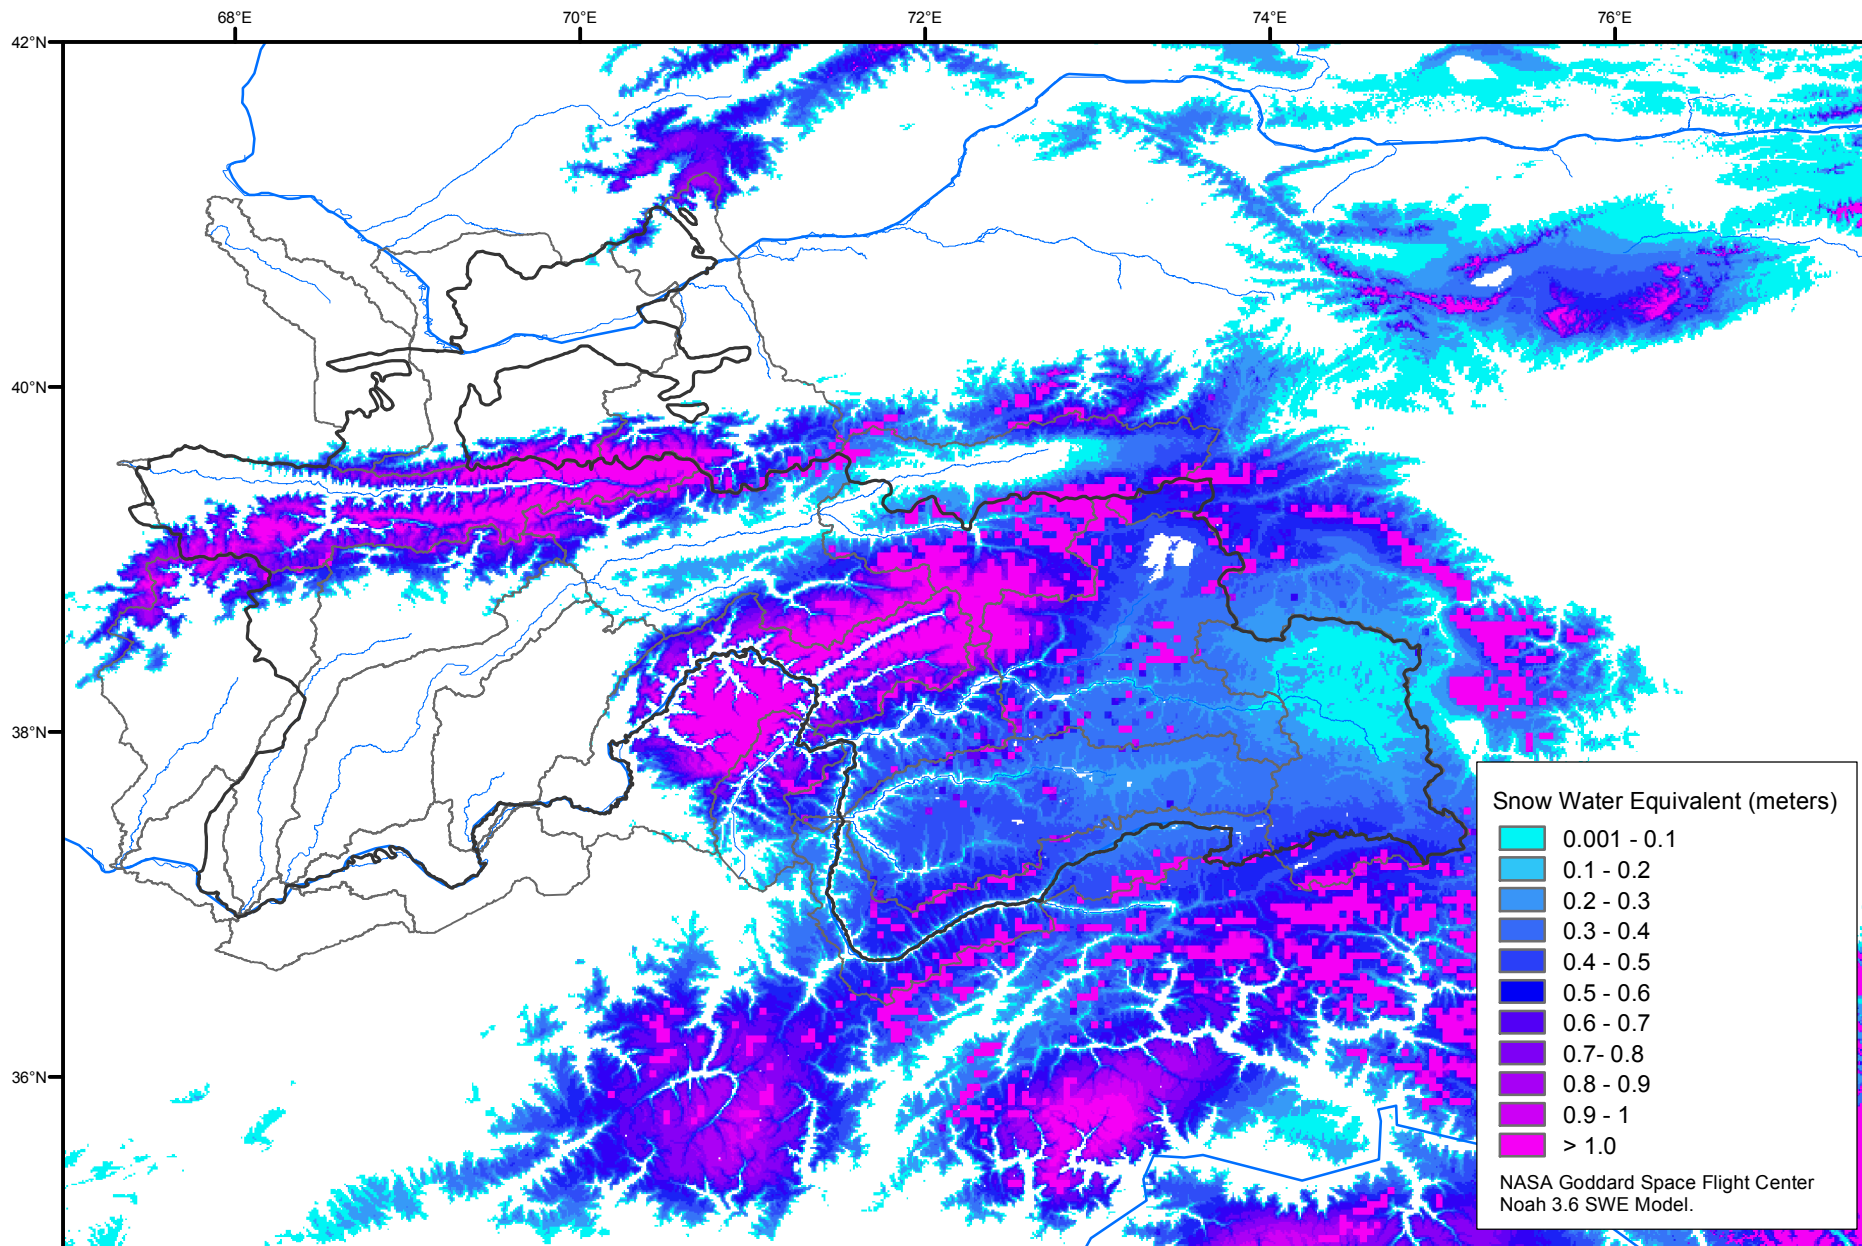 68°E 70°E 72°E 74°E 76°E
42°N
40°N
38°N
36°N
Snow Water Equivalent (meters)
0.001 - 0.1
0.1 - 0.2
0.2 - 0.3
0.3 - 0.4
0.4 - 0.5
0.5 - 0.6
0.6 - 0.7
0.7- 0.8
0.8 - 0.9
0.9 - 1
> 1.0
NASA Goddard Space Flight Center
Noah 3.6 SWE Model.